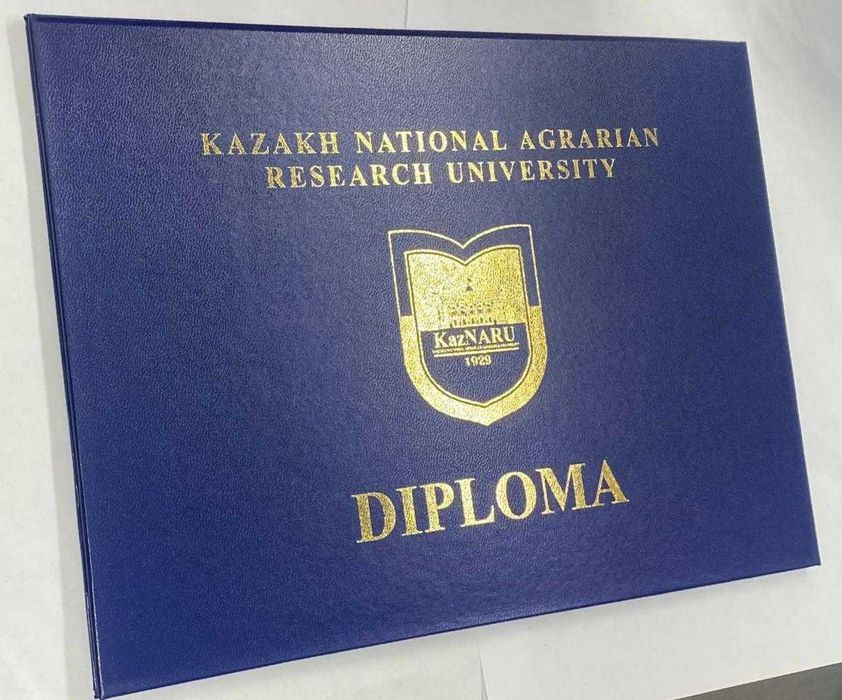 KAZAKH NATIONAL AGRARIAN
RESEARCH UNIVERSITY
KazNARU
1929
DIPLOMA